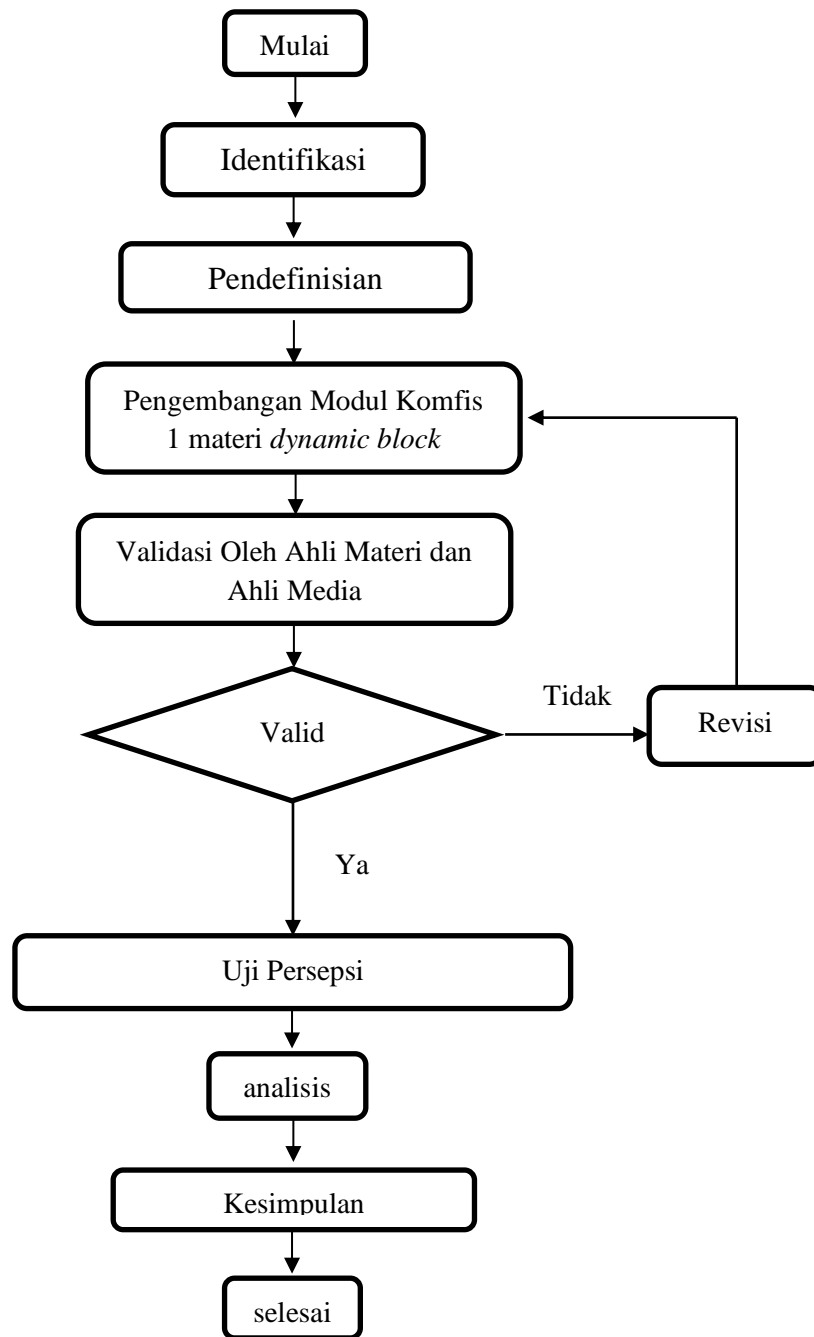 Mulai
Identifikasi
Pendefinisian
Pengembangan Modul Komfis
1 materi dynamic block
Validasi Oleh Ahli Materi dan
Ahli Media
Valid
Tidak
Revisi
Ya
Uji Persepsi
analisis
Kesimpulan
selesai